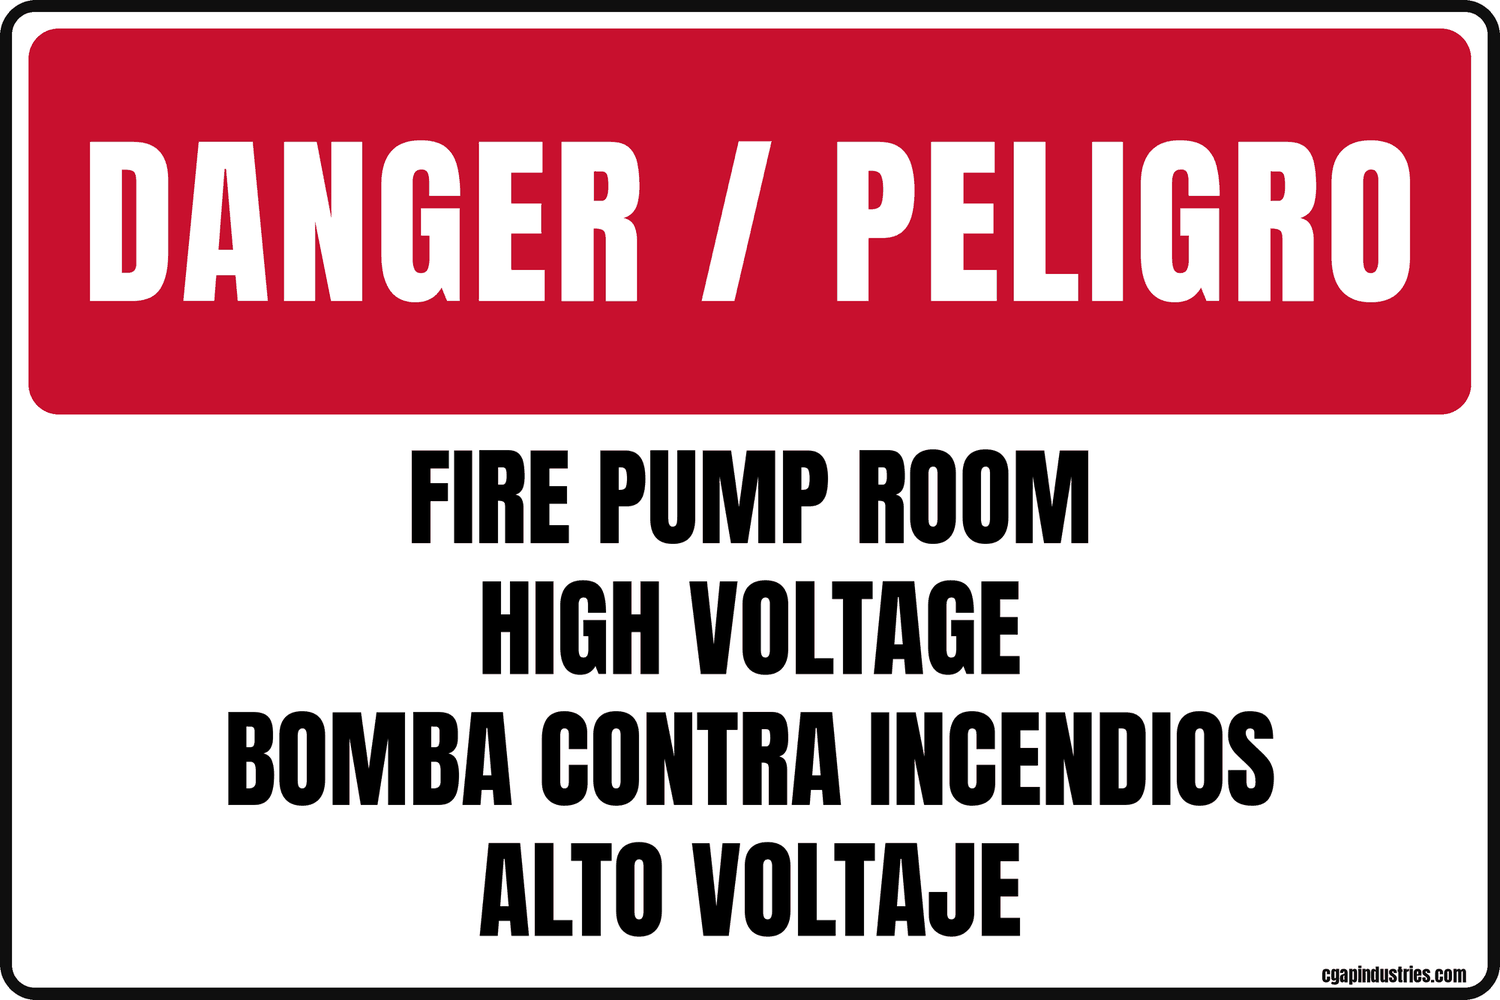 DANGER / PELIGRO
FIRE PUMP ROOM
HIGH VOLTAGE
BOMBA CONTRA INCENDIOS
ALTO VOLTAJE
cgapindustries.com